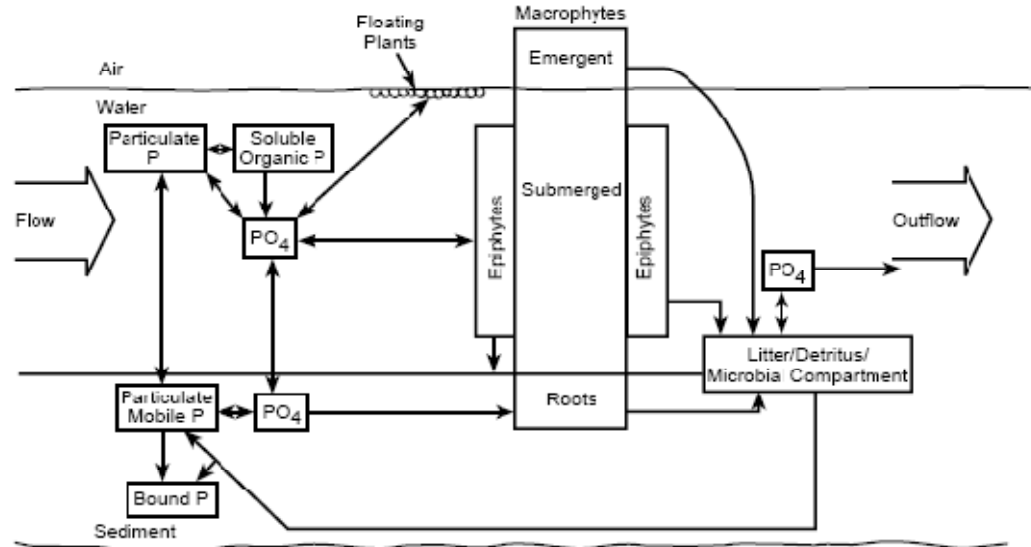 Macrophytes
Floating
Plants
Emergent
Air
Water
Particulate
P
Soluble
Organic P
Submerged
Flow
PO4
Epiphytes
Epiphytes
Outflow
PO4
Litter/Detritus/
Microbial Compartment
Particulate
Mobile P
PO4
Roots
Bound P
Sediment